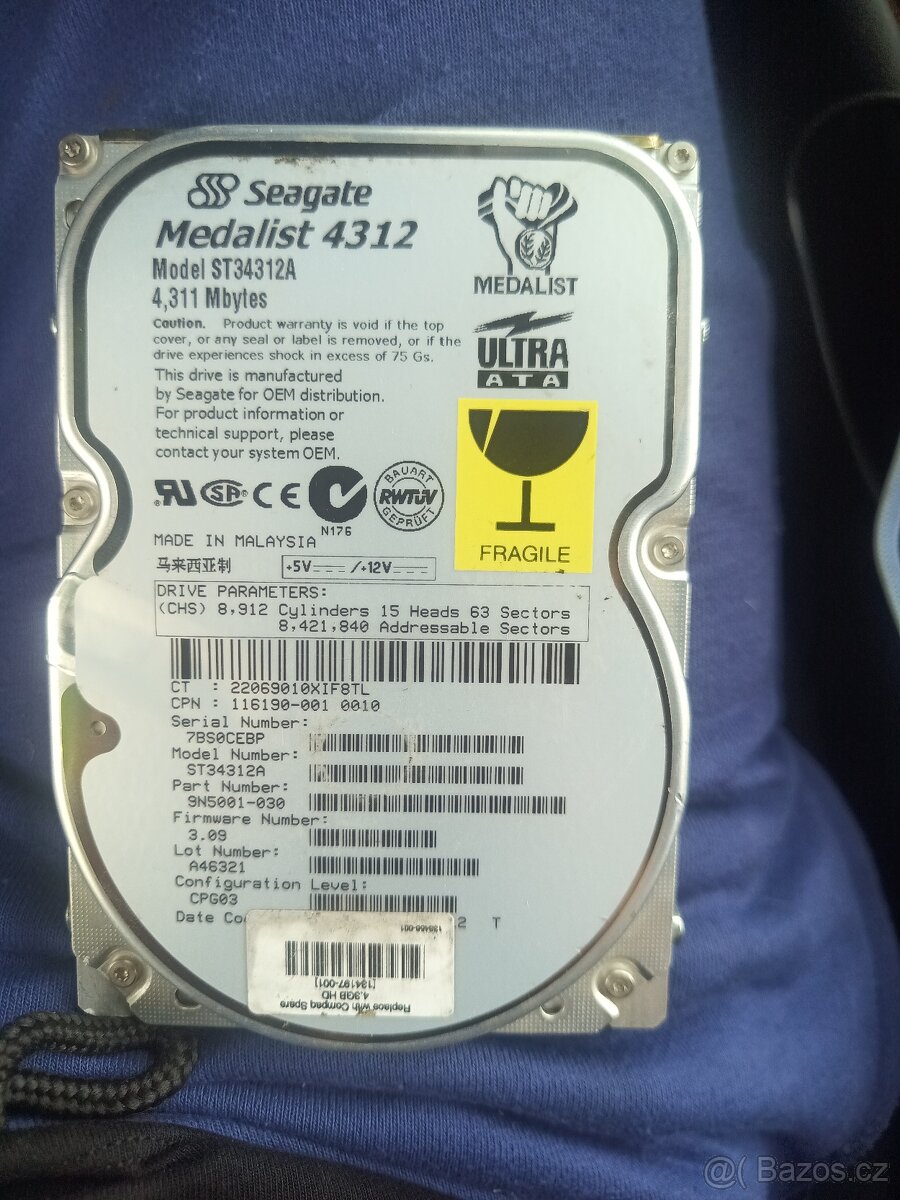 Seagate
Medalist 4312
Model ST34312A
4,311 Mbytes
Caution. Product warranty is void if the top
cover, or any seal or label is removed, or if the
drive experiences shock in excess of 75 Gs.
This drive is manufactured
by Seagate for OEM distribution.
For product information or
technical support, please
contact your system OEM.
MEDALIST
ULTRA
ATA
FRAGILE
BAUART
RWTÜV
GEPRÜFT
N176
MADE IN MALAYSIA
马来西亚制
+5V /+12V
DRIVE PARAMETERS:
(CHS) 8,912 Cylinders 15 Heads 63 Sectors
8,421,840 Addressable Sectors
CT : 22069010XIF8TL
CPN : 116190-001 0010
Serial Number:
7BS0CEBP
Model Number:
ST34312A
Part Number:
9N5001-030
Firmware Number:
3.09
Lot Number:
A46321
Configuration Level:
CPG03
Date Co 2 T
Replace with Compaq Spare
4.3GB HD
[134197-001]
@( Bazos.cz